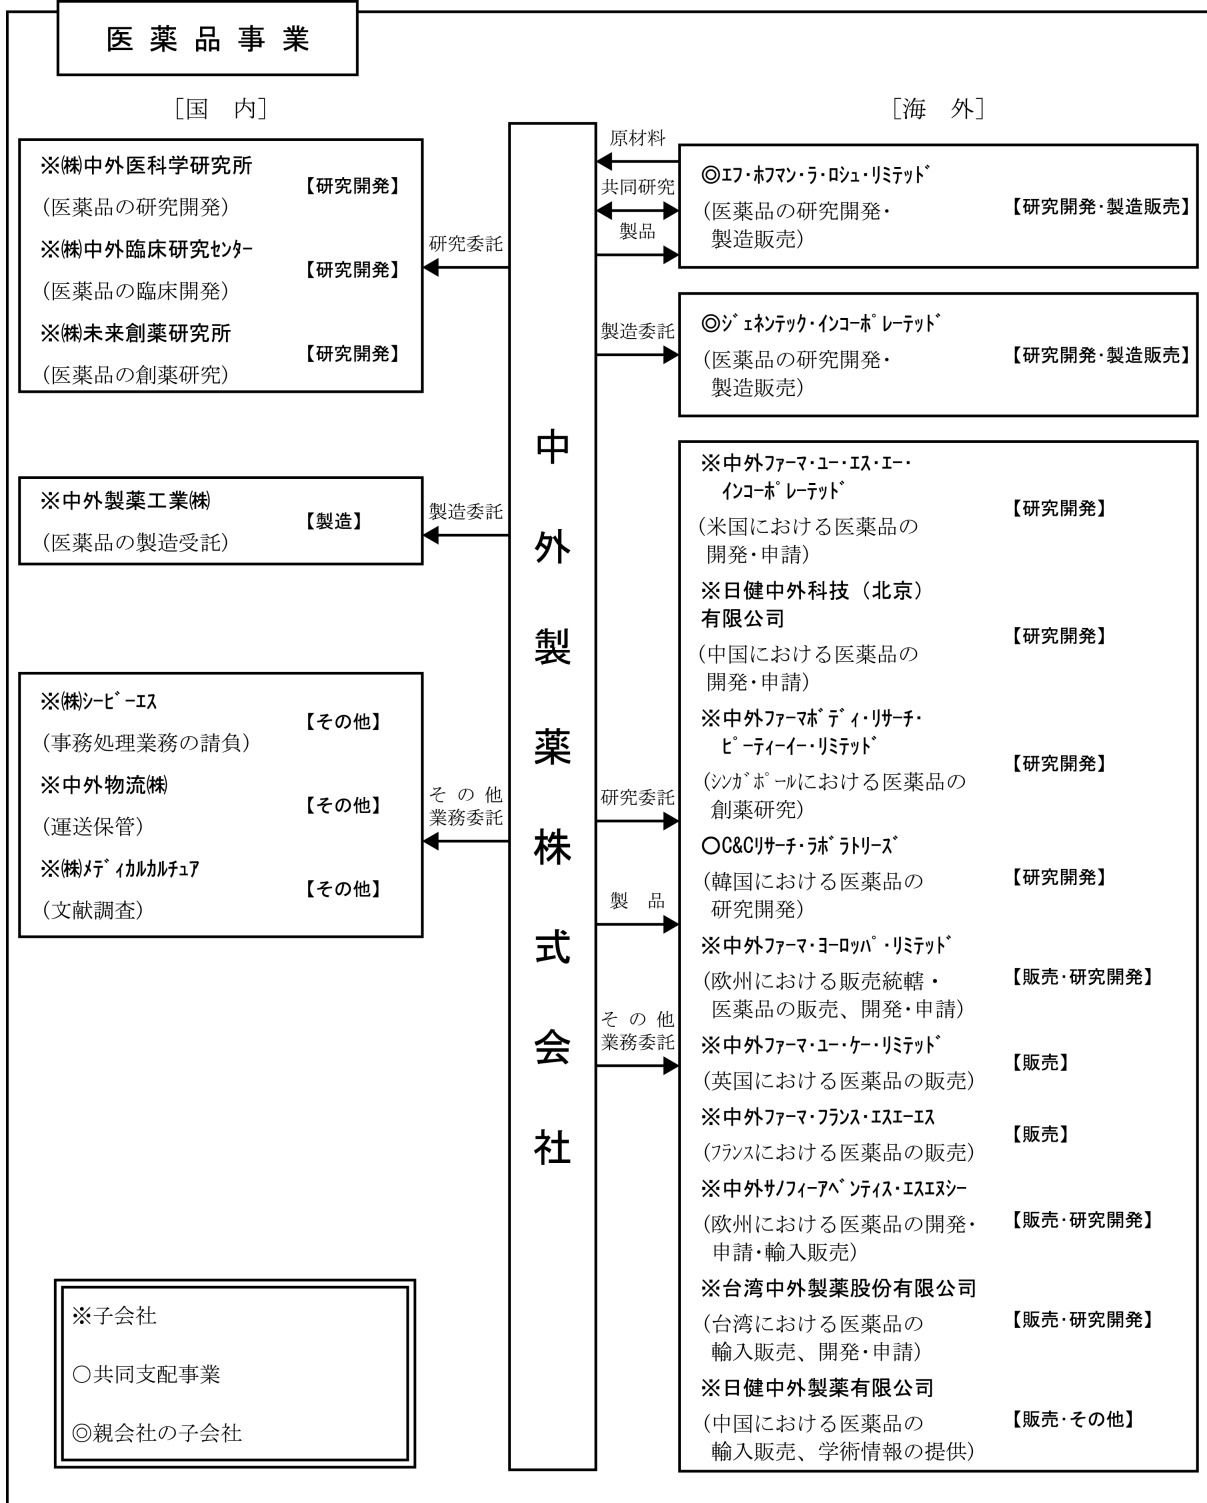 医薬品事業
［国　内］
※㈱中外医科学研究所
【研究開発】
(医薬品の研究開発)
※㈱中外臨床研究ｾﾝﾀｰ
【研究開発】
(医薬品の臨床開発)
※㈱未来創薬研究所
【研究開発】
(医薬品の創薬研究)
研究委託
※中外製薬工業㈱
【製造】
(医薬品の製造受託)
製造委託
※㈱ｼｰﾋﾞｰｴｽ
【その他】
(事務処理業務の請負)
※中外物流㈱
【その他】
(運送保管)
※㈱ﾒﾃﾞｨｶﾙｶﾙﾁｭｱ
【その他】
(文献調査)
その他
業務委託
※子会社
○共同支配事業
◎親会社の子会社
中外製薬株式会社
［海　外］
原材料
共同研究
製品
◎ｴﾌ･ﾎﾌﾏﾝ･ﾗ･ﾛｼｭ･ﾘﾐﾃｯﾄﾞ
(医薬品の研究開発･
製造販売)
【研究開発･製造販売】
製造委託
◎ｼﾞｪﾈﾝﾃｯｸ･ｲﾝｺｰﾎﾟﾚｰﾃｯﾄﾞ
(医薬品の研究開発･
製造販売)
【研究開発･製造販売】
研究委託
製　品
その他
業務委託
※中外ﾌｧｰﾏ･ﾕｰ･ｴｽ･ｴｰ･
ｲﾝｺｰﾎﾟﾚｰﾃｯﾄﾞ
【研究開発】
(米国における医薬品の
開発･申請)
※日健中外科技（北京）
有限公司
【研究開発】
(中国における医薬品の
開発･申請)
※中外ﾌｧｰﾏﾎﾞﾃﾞｨ･ﾘｻｰﾁ･
ﾋﾟｰﾃｨｰｲｰ･ﾘﾐﾃｯﾄﾞ
【研究開発】
(ｼﾝｶﾞﾎﾟｰﾙにおける医薬品の
創薬研究)
○C&Cﾘｻｰﾁ･ﾗﾎﾞﾗﾄﾘｰｽﾞ
【研究開発】
(韓国における医薬品の
研究開発)
※中外ﾌｧｰﾏ･ﾖｰﾛｯﾊﾟ･ﾘﾐﾃｯﾄﾞ
【販売･研究開発】
(欧州における販売統轄・
医薬品の販売、開発･申請)
※中外ﾌｧｰﾏ･ﾕｰ･ｹｰ･ﾘﾐﾃｯﾄﾞ
【販売】
(英国における医薬品の販売)
※中外ﾌｧｰﾏ･ﾌﾗﾝｽ･ｴｽｴｰｴｽ
【販売】
(ﾌﾗﾝｽにおける医薬品の販売)
※中外ｻﾉﾌｨｰｱﾍﾞﾝﾃｨｽ･ｴｽｴﾇｼｰ
【販売･研究開発】
(欧州における医薬品の開発･
申請･輸入販売)
※台湾中外製薬股份有限公司
【販売･研究開発】
(台湾における医薬品の
輸入販売、開発･申請)
※日健中外製薬有限公司
【販売･その他】
(中国における医薬品の
輸入販売、学術情報の提供)